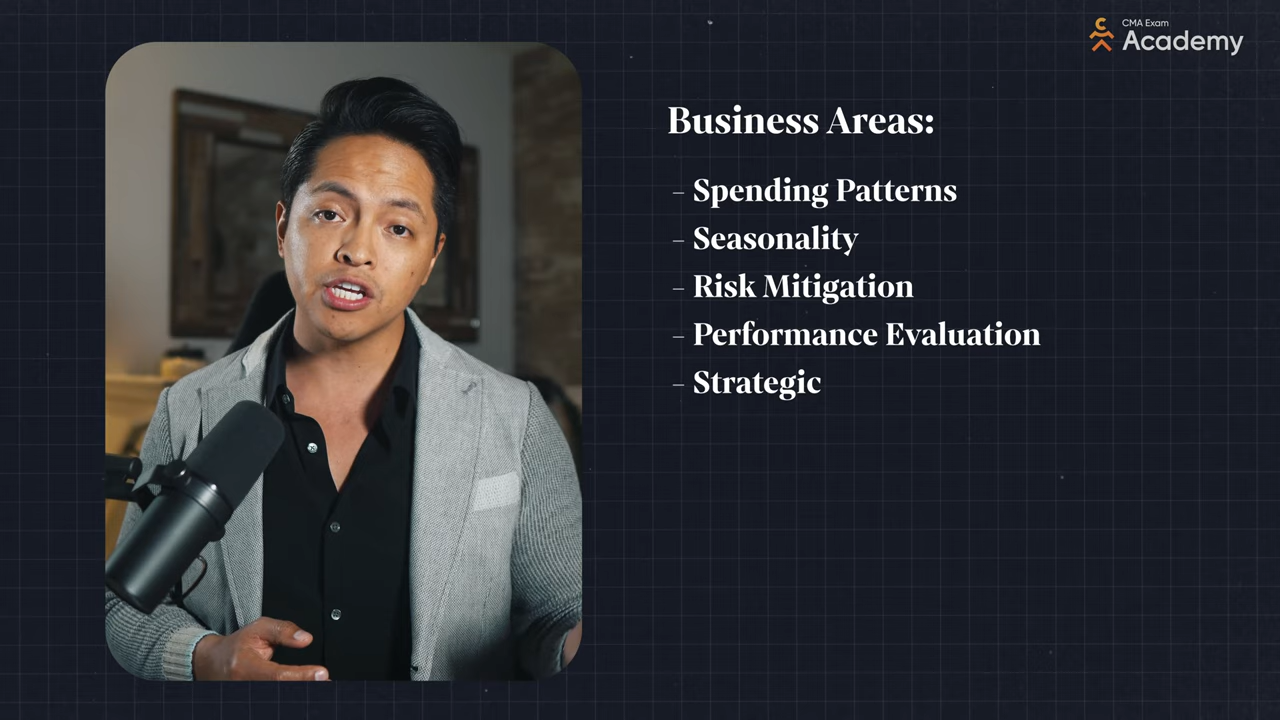 CMA Exam
Academy
Business Areas:
– Spending Patterns
– Seasonality
– Risk Mitigation
– Performance Evaluation
– Strategic